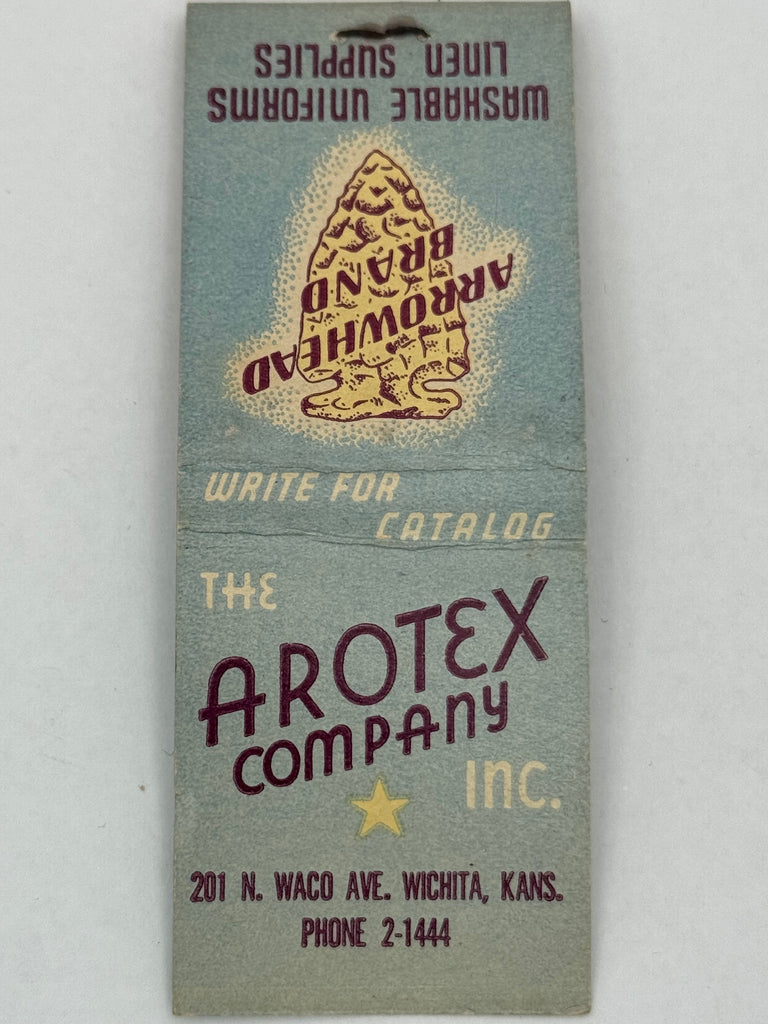 WASHABLE UNIFORMS
LINEN SUPPLIES
ARROWHEAD
BRAND
WRITE FOR
CATALOG
THE
AROTEX
COMPANY
INC.
201 N. WACO AVE. WICHITA, KANS.
PHONE 2-1444